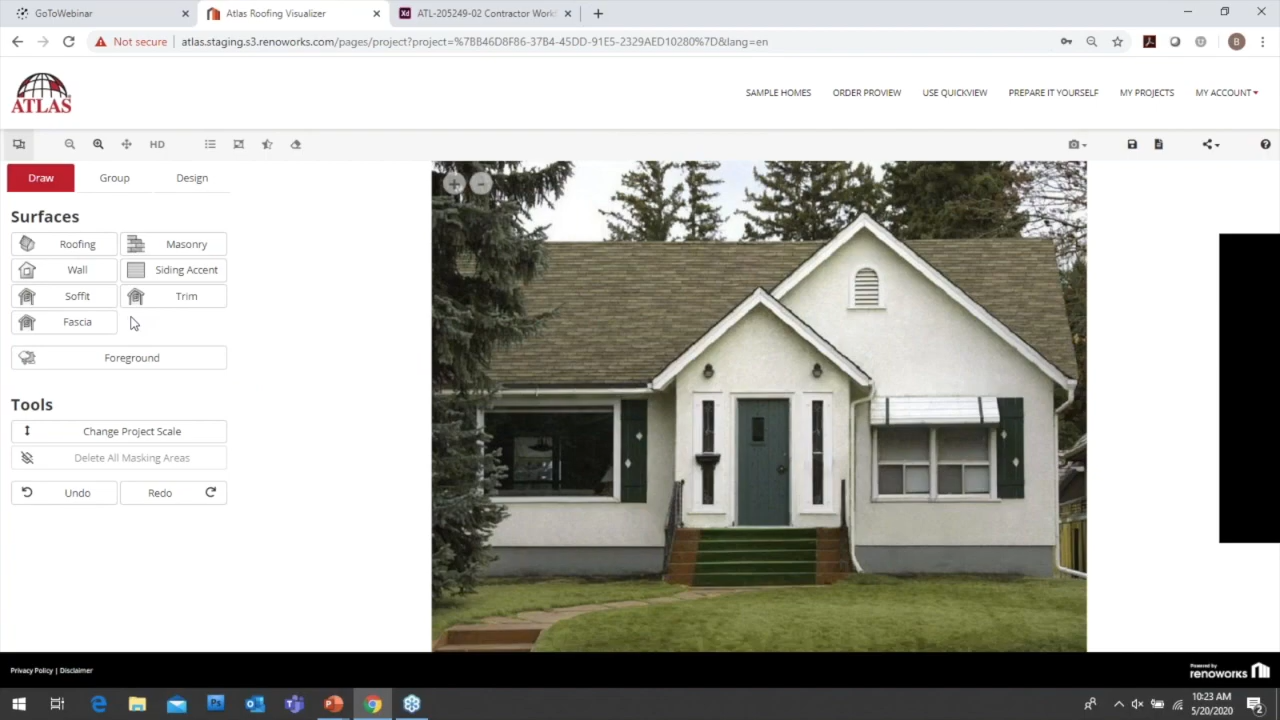 GoToWebinar
Atlas Roofing Visualizer
ATL-205249-02 Contractor Work
Not secure
atlas.staging.s3.renoworks.com/pages/project?project=%7BB46D8F86-37B4-45DD-91E5-2329AED10280%7D&lang=en
B
ATLAS
SAMPLE HOMES
ORDER PROVIEW
USE QUICKVIEW
PREPARE IT YOURSELF
MY PROJECTS
MY ACCOUNT
HD
Draw
Group
Design
Surfaces
Roofing
Masonry
Wall
Siding Accent
Soffit
Trim
Fascia
Foreground
Tools
Change Project Scale
Delete All Masking Areas
Undo
Redo
Privacy Policy | Disclaimer
Powered by
renoworks
10:23 AM
5/20/2020
2